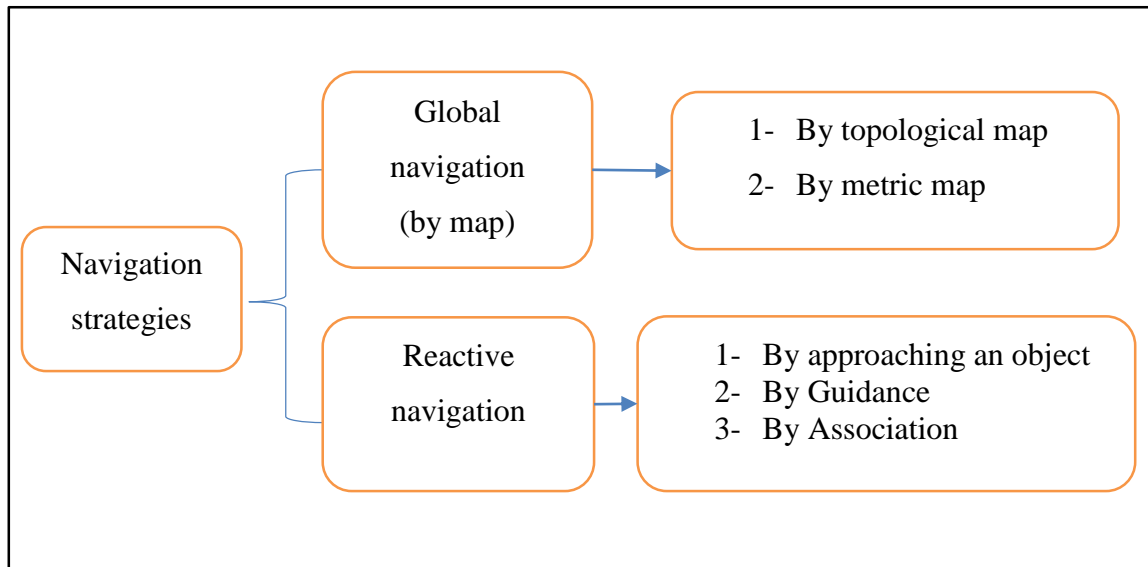 Navigation
strategies
Global
navigation
(by map)
1- By topological map
2- By metric map
Reactive
navigation
1- By approaching an object
2- By Guidance
3- By Association